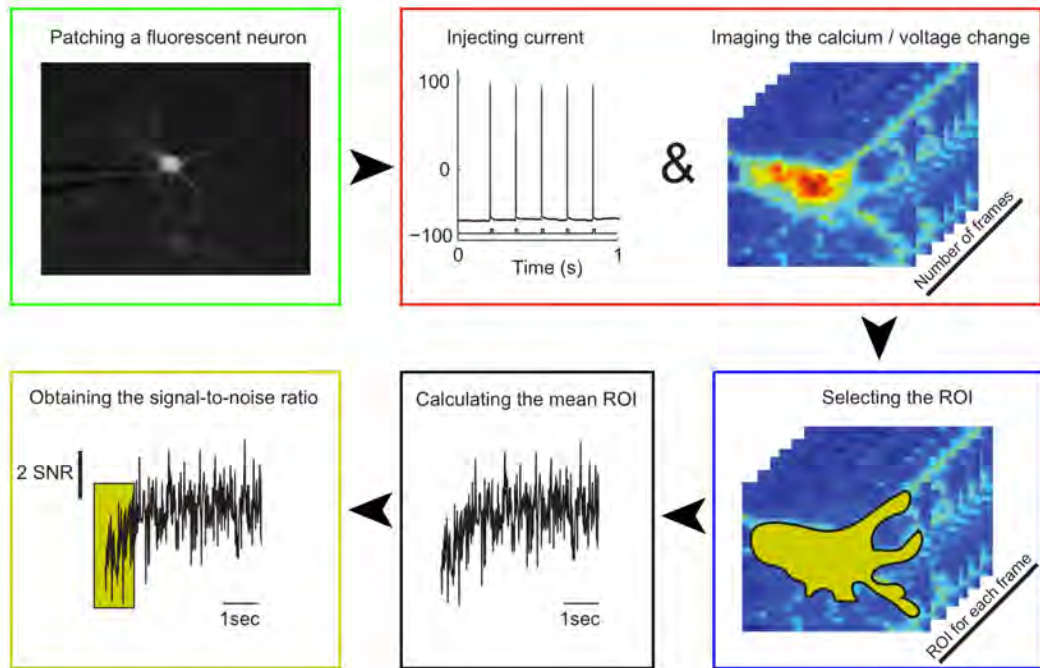 Patching a fluorescent neuron
Injecting current
100
0
−100
0
1
Time (s)
&
Imaging the calcium / voltage change
Number of frames
Selecting the ROI
ROI for each frame
Calculating the mean ROI
1sec
Obtaining the signal-to-noise ratio
2 SNR
1sec